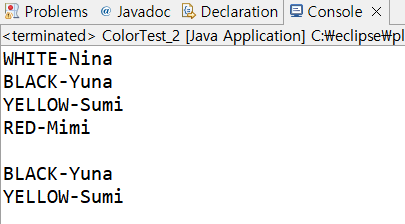 Problems @ Javadoc Declaration Console
<terminated> ColorTest_2 [Java Application] C:₩eclipse₩pl
WHITE-Nina
BLACK-Yuna
YELLOW-Sumi
RED-Mimi
BLACK-Yuna
YELLOW-Sumi